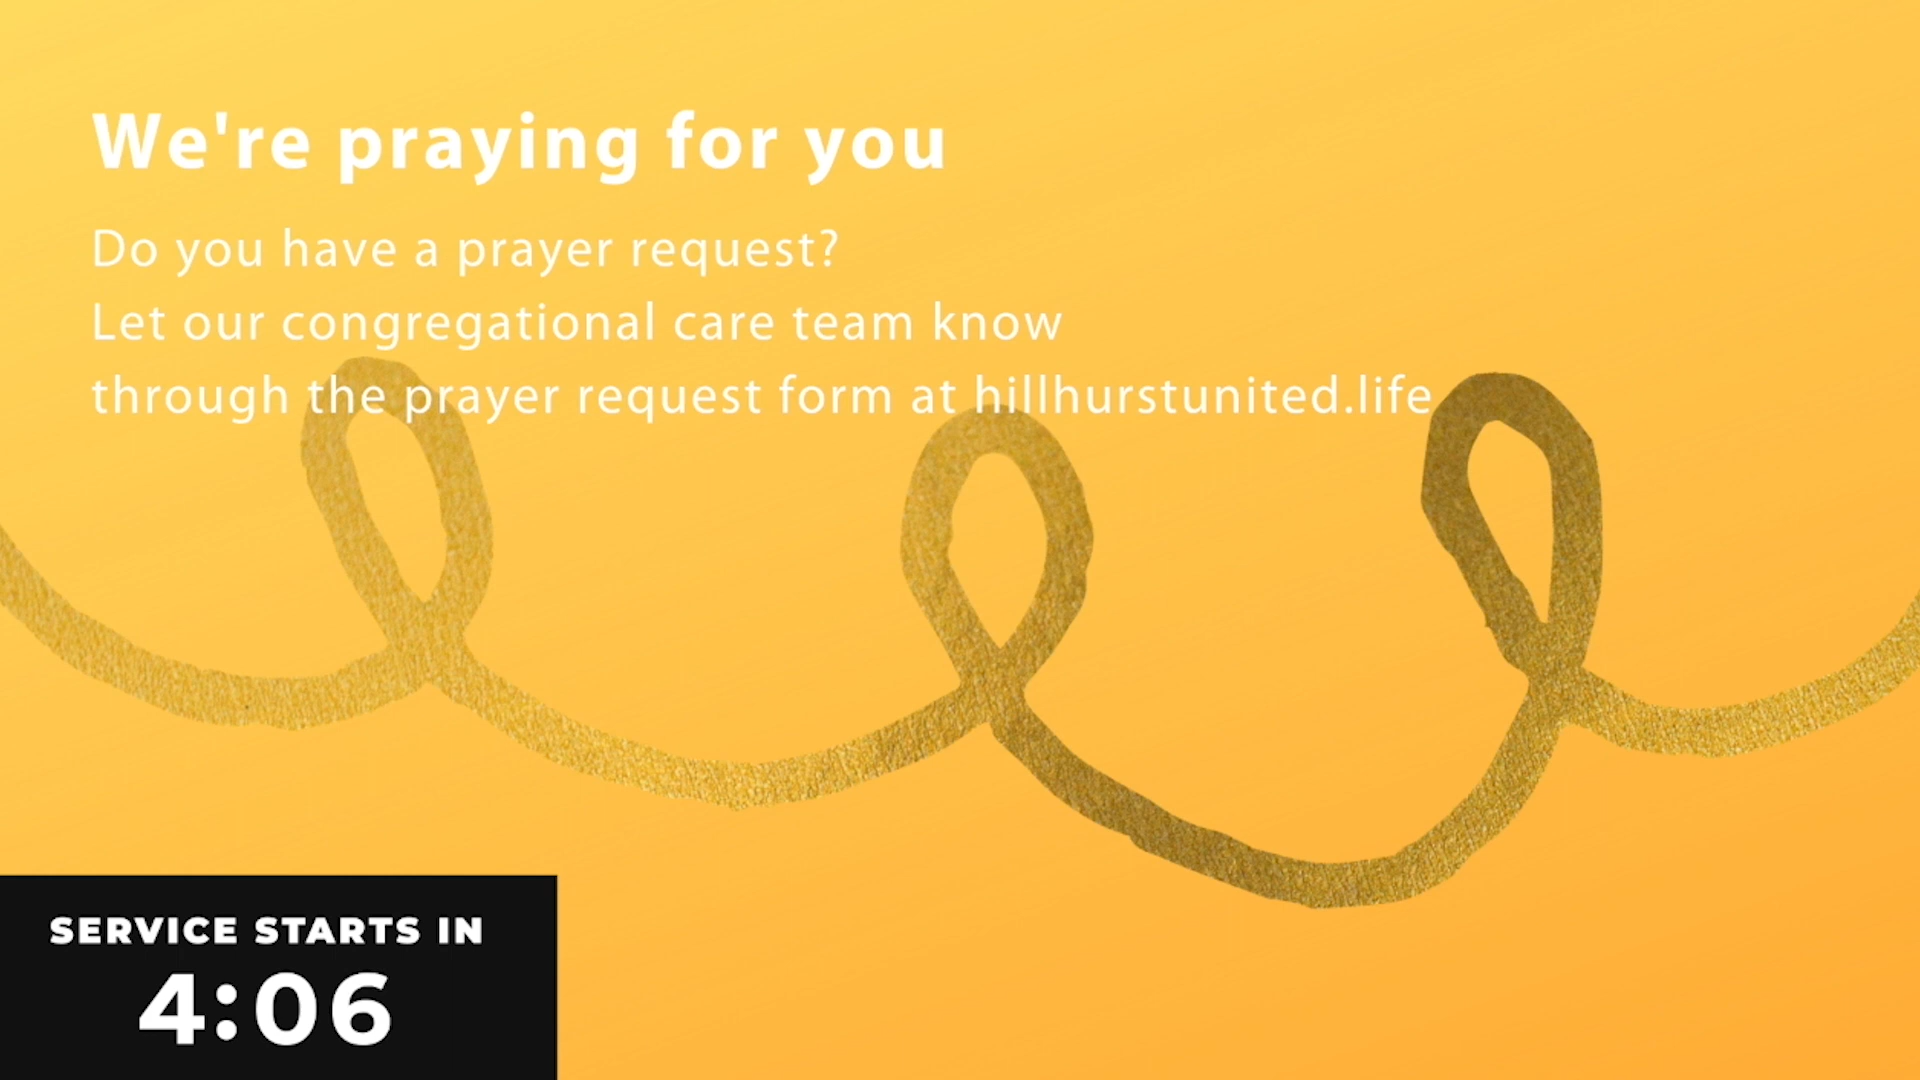 We're praying for you
Do you have a prayer request?
Let our congregational care team know
through the prayer request form at hillhurstunited.life
SERVICE STARTS IN
4:06